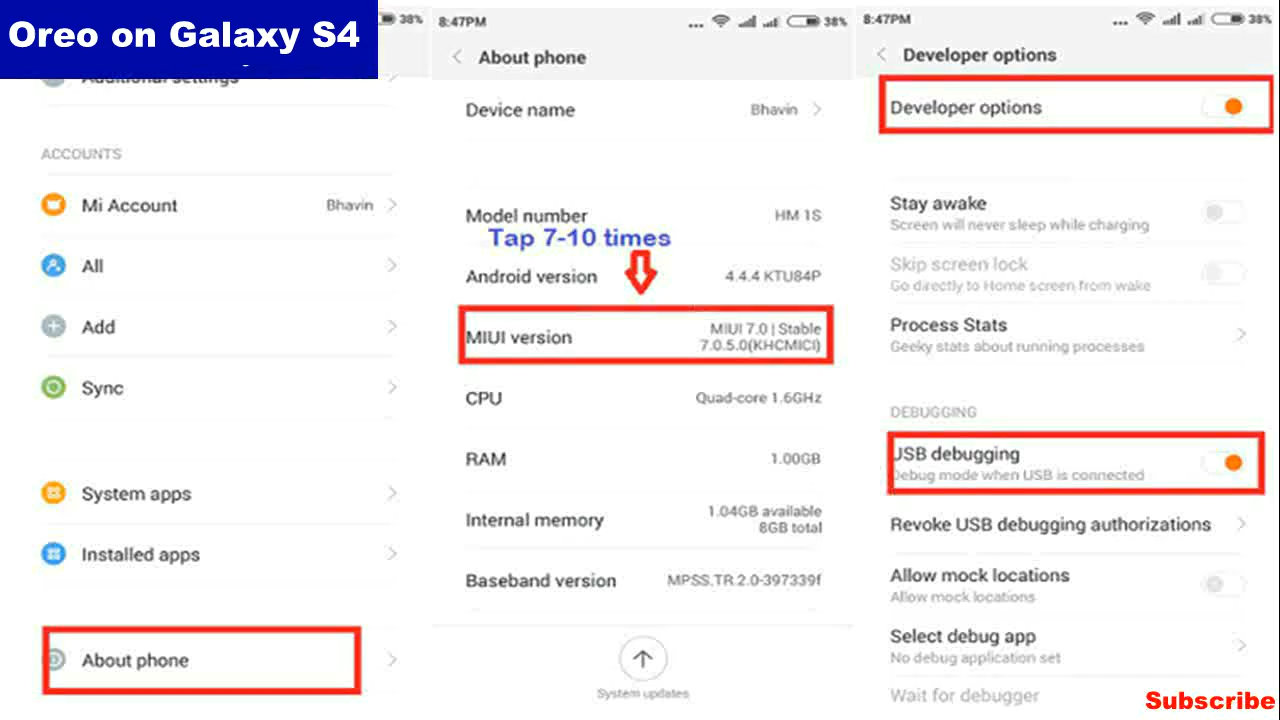 Oreo on Galaxy S4
38%
Additional settings
ACCOUNTS
Mi Account
Bhavin
All
Add
Sync
System apps
Installed apps
About phone
8:47PM
38%
About phone
Device name
Bhavin
Model number
HM 1S
Tap 7-10 times
Android version
4.4.4 KTU84P
MIUI version
MIUI 7.0 | Stable
7.0.5.0(KHCMICI)
CPU
Quad-core 1.6GHz
RAM
1.00GB
Internal memory
1.04GB available
8GB total
Baseband version
MPSS.TR.2.0-397339f
System updates
8:47PM
38%
Developer options
Developer options
Stay awake
Screen will never sleep while charging
Skip screen lock
Go directly to Home screen from wake
Process Stats
Geeky stats about running processes
DEBUGGING
USB debugging
Debug mode when USB is connected
Revoke USB debugging authorizations
Allow mock locations
Allow mock locations
Select debug app
No debug application set
Wait for debugger
Subscribe